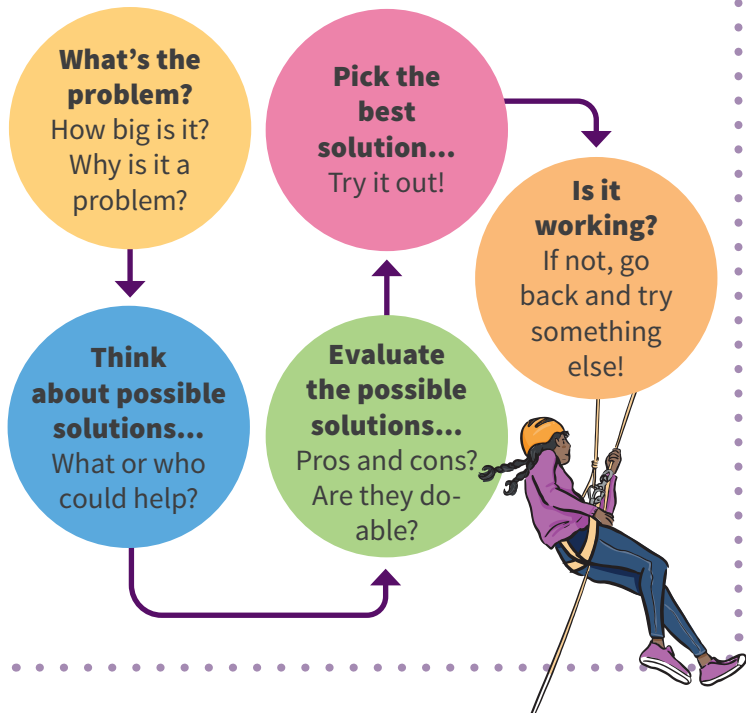 What’s the
problem?
How big is it?
Why is it a
problem?
Think
about possible
solutions...
What or who
could help?
Evaluate
the possible
solutions...
Pros and cons?
Are they do-
able?
Pick the
best
solution...
Try it out!
Is it
working?
If not, go
back and try
something
else!